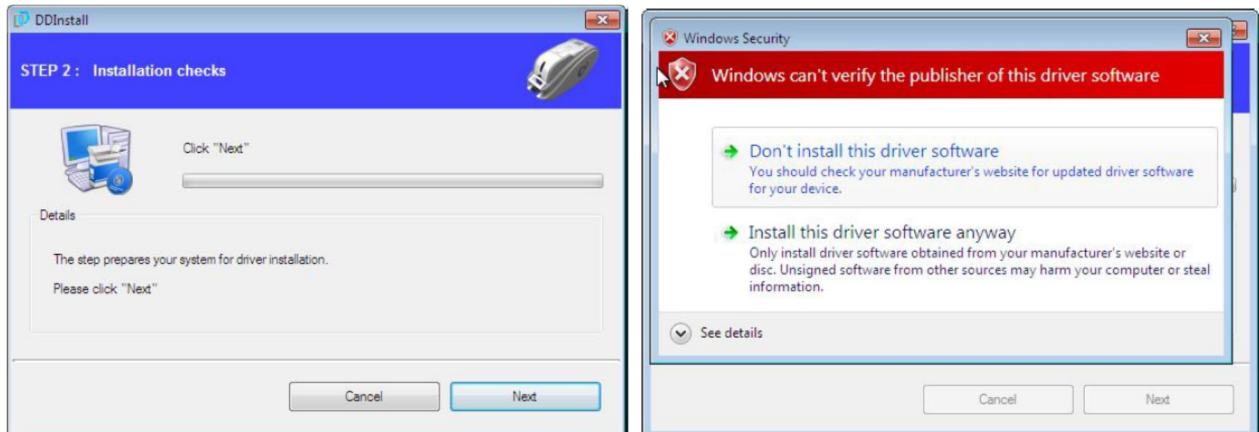 DDInstall
STEP 2 : Installation checks
Click "Next"
Details
The step prepares your system for driver installation.
Please click "Next"
Cancel
Next
Windows Security
Windows can't verify the publisher of this driver software
Don't install this driver software
You should check your manufacturer's website for updated driver software
for your device.
Install this driver software anyway
Only install driver software obtained from your manufacturer's website or
disc. Unsigned software from other sources may harm your computer or steal
information.
See details
Cancel
Next